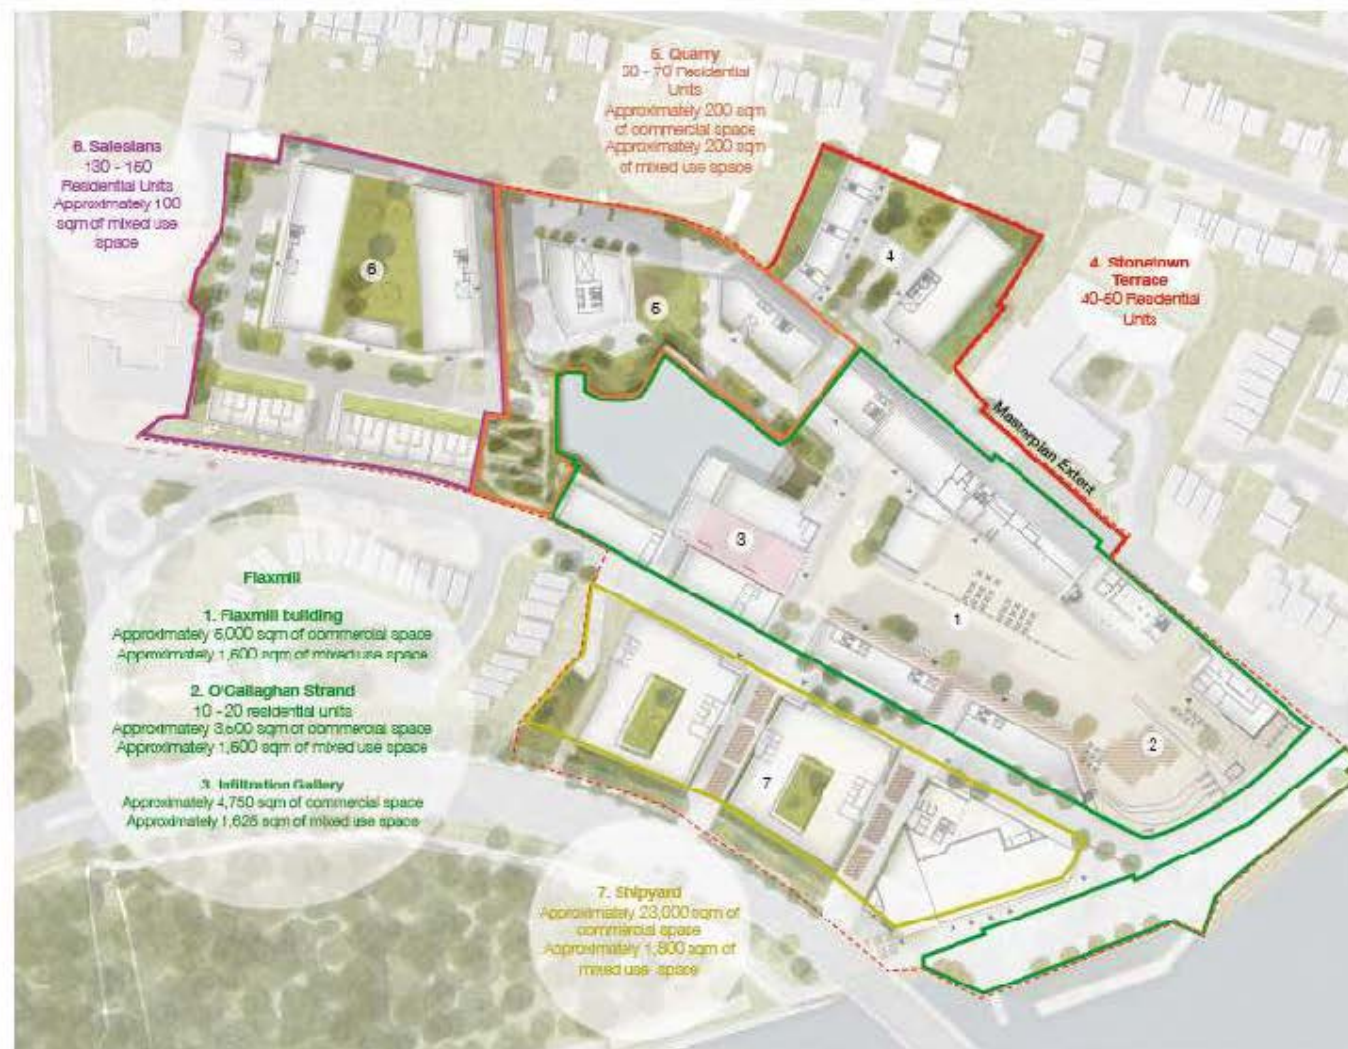 5. Quarry
30 - 70 Residential
Units
Approximately 200 sqm
of commercial space
Approximately 200 sqm
of mixed use space
6. Salesians
130 - 160
Residential Units
Approximately 100
sqm of mixed use
space
4. Stonetown
Terrace
40-60 Residential
Units
6
5
4
Masterplan Extent
3
1
2
7
Flaxmill
1. Flaxmill building
Approximately 6,000 sqm of commercial space
Approximately 1,600 sqm of mixed use space
2. O'Callaghan Strand
10 - 20 residential units
Approximately 3,600 sqm of commercial space
Approximately 1,600 sqm of mixed use space
3. Infiltration Gallery
Approximately 4,750 sqm of commercial space
Approximately 1,625 sqm of mixed use space
7. Shipyard
Approximately 23,000 sqm of
commercial space
Approximately 1,800 sqm of
mixed use space